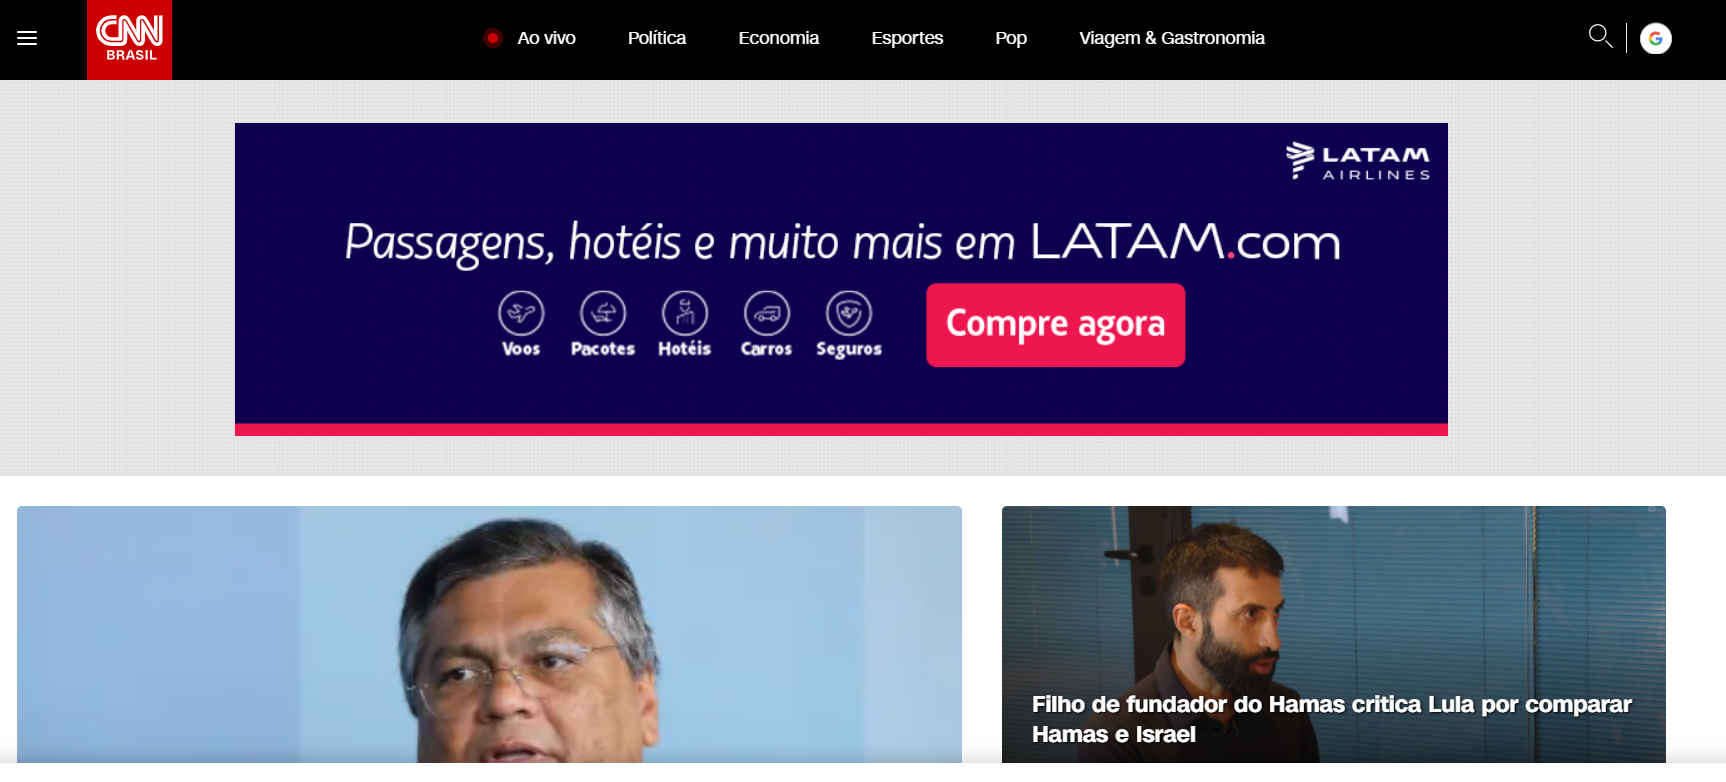 CNN
BRASIL
Ao vivo
Política
Economia
Esportes
Pop
Viagem & Gastronomia
G
LATAM
AIRLINES
Passagens, hotéis e muito mais em LATAM.com
Voos
Pacotes
Hotéis
Carros
Seguros
Compre agora
Filho de fundador do Hamas critica Lula por comparar
Hamas e Israel